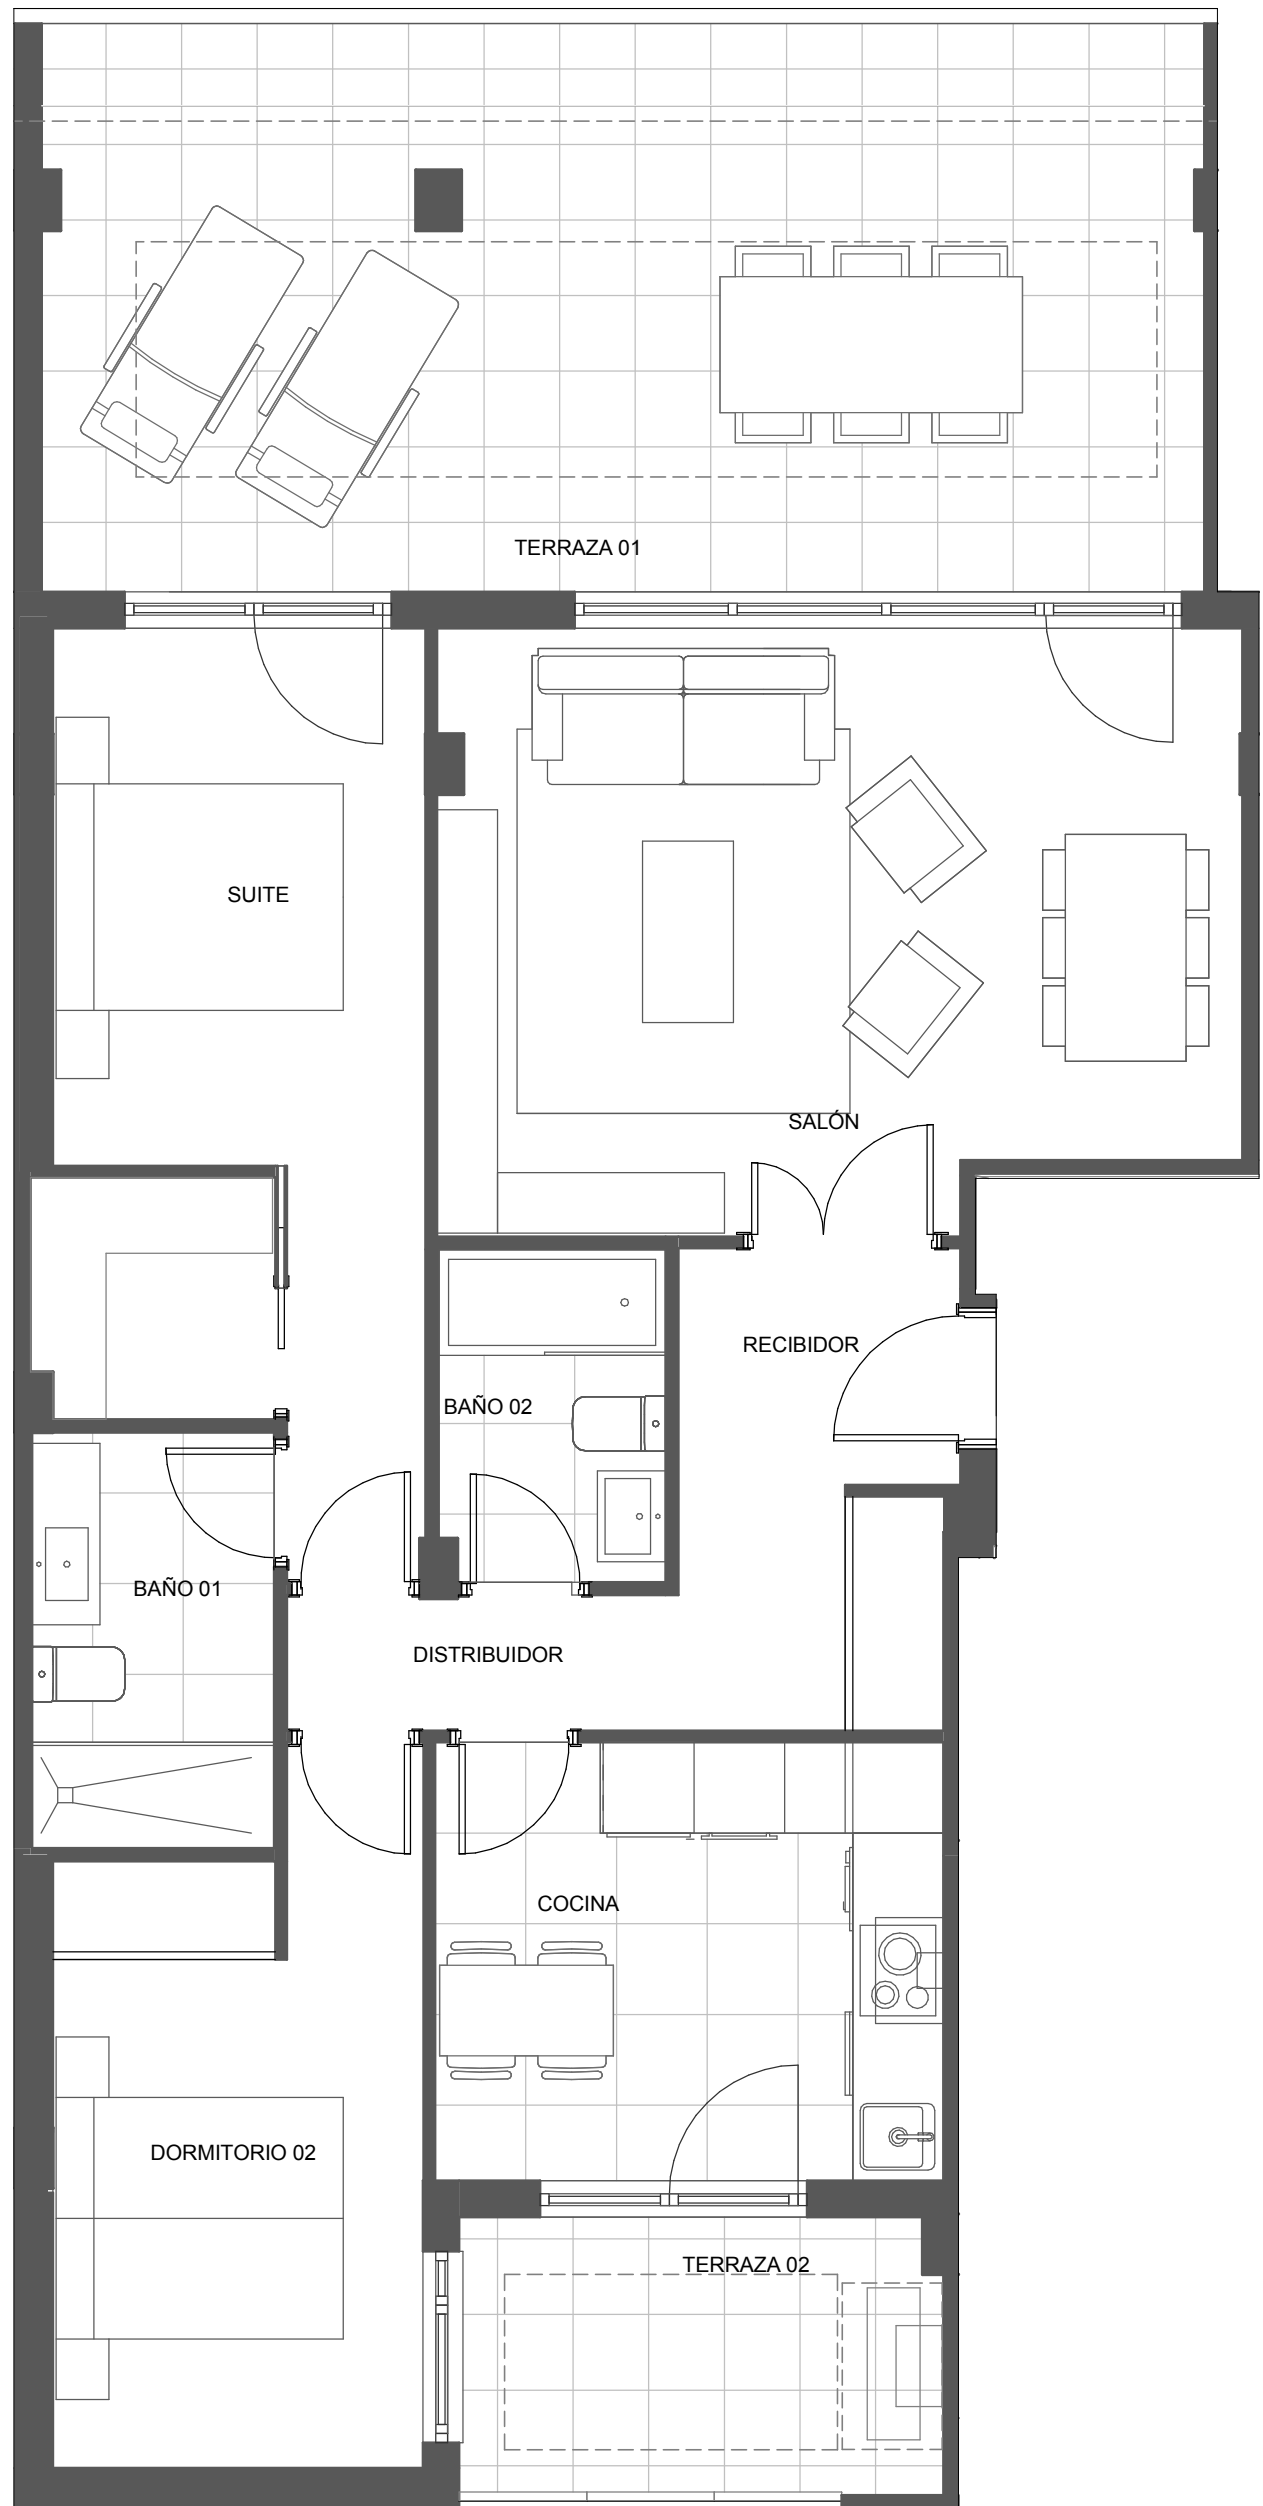 TERRAZA 01
SUITE
SALÓN
RECIBIDOR
BAÑO 02
BAÑO 01
DISTRIBUIDOR
COCINA
DORMITORIO 02
TERRAZA 02